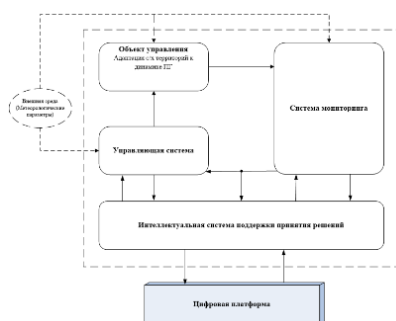 Объект управления
Адаптация с/х территорий к
динамике ПГ
Система мониторинга
Внешняя среда
(Метеорологические
параметры)
Управляющая система
Интеллектуальная система поддержки принятия решений
Цифровая платформа